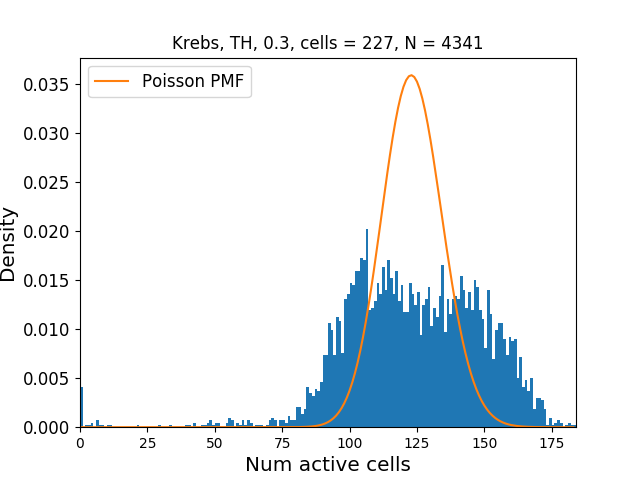 Krebs, TH, 0.3, cells = 227, N = 4341
Poisson PMF
0.035
0.030
0.025
0.020
0.015
0.010
0.005
0.000
Density
0 25 50 75 100 125 150 175
Num active cells